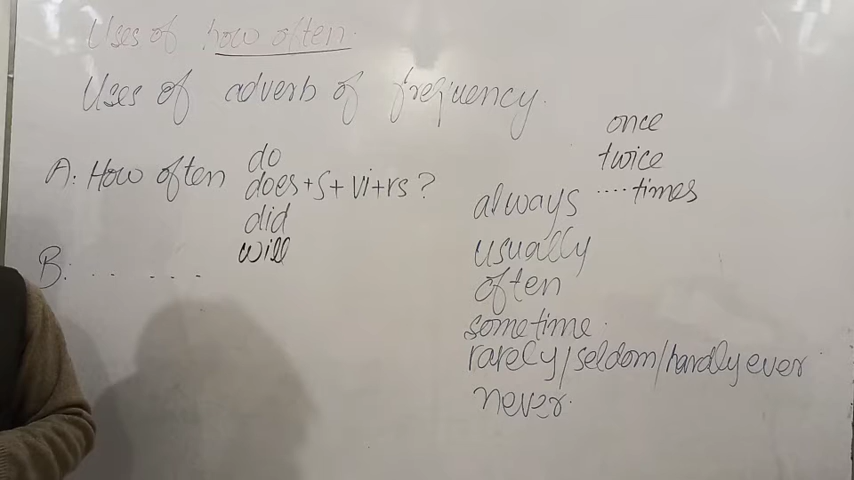 Uses of how often.
Uses of adverb of frequency.
A: How often do
does+S+Vi+rs?
did
will
B: . . . . . .
once
twice
....times
always
usually
often
sometime.
rarely/seldom/hardly ever
never.